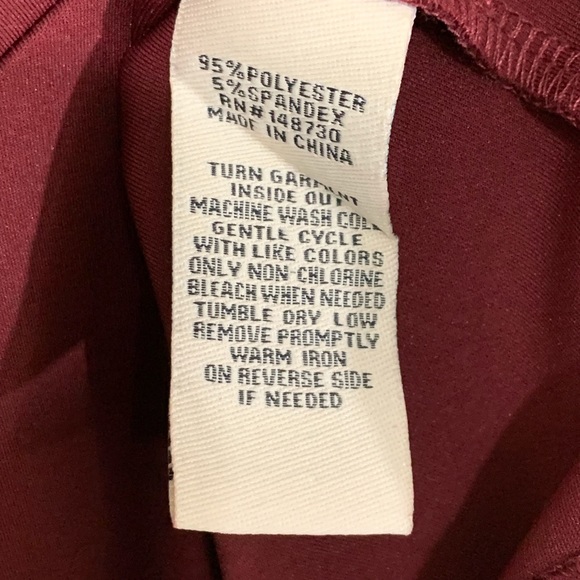 95%POLYESTER
5%SPANDEX
RN#148730
MADE IN CHINA
TURN GARMENT
INSIDE OUT
MACHINE WASH COLD
GENTLE CYCLE
WITH LIKE COLORS
ONLY NON-CHLORINE
BLEACH WHEN NEEDED
TUMBLE DRY LOW
REMOVE PROMPTLY
WARM IRON
ON REVERSE SIDE
IF NEEDED